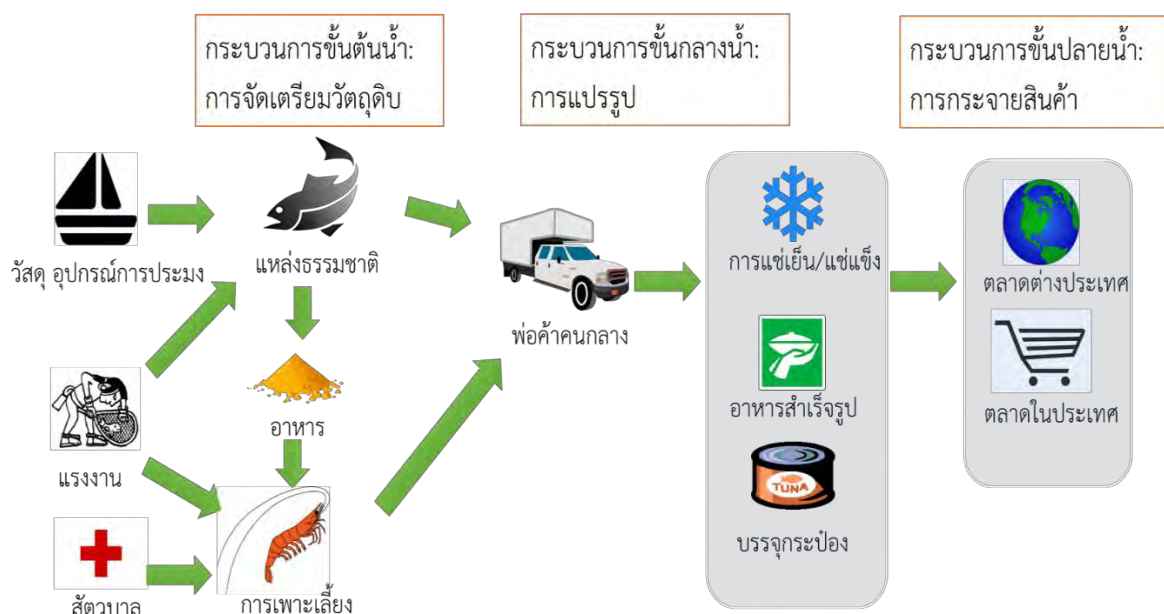 กระบวนการขั้นต้นน้ำ:
การจัดเตรียมวัตถุดิบ
กระบวนการขั้นกลางน้ำ:
การแปรรูป
กระบวนการขั้นปลายน้ำ:
การกระจายสินค้า
วัสดุ อุปกรณ์การประมง
แหล่งธรรมชาติ
พ่อค้าคนกลาง
การแช่เย็น/แช่แข็ง
ตลาดต่างประเทศ
อาหาร
อาหารสำเร็จรูป
ตลาดในประเทศ
แรงงาน
TUNA
บรรจุกระป๋อง
สัตวบาล
การเพาะเลี้ยง